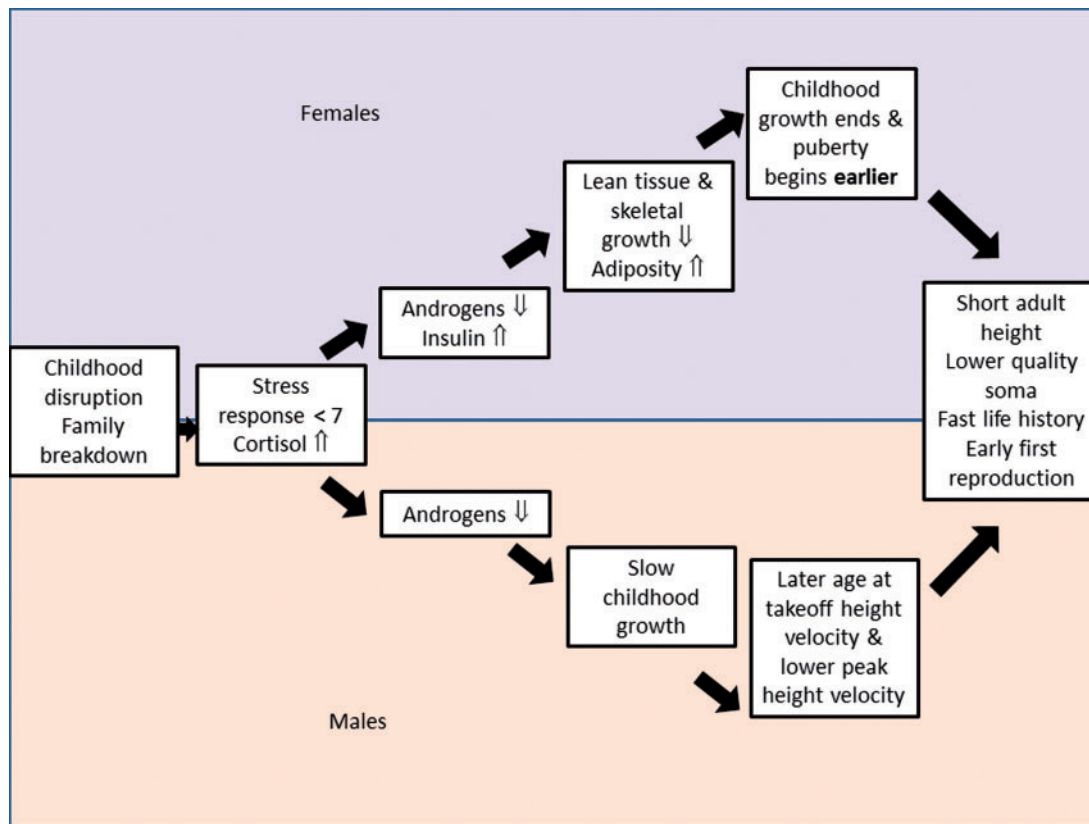 Females
Childhood
growth ends &
puberty
begins earlier
Lean tissue &
skeletal
growth ⇓
Adiposity ⇑
Androgens ⇓
Insulin ⇑
Childhood
disruption
Family
breakdown
Stress
response < 7
Cortisol ⇑
Short adult
height
Lower quality
soma
Fast life history
Early first
reproduction
Androgens ⇓
Slow
childhood
growth
Later age at
takeoff height
velocity &
lower peak
height velocity
Males